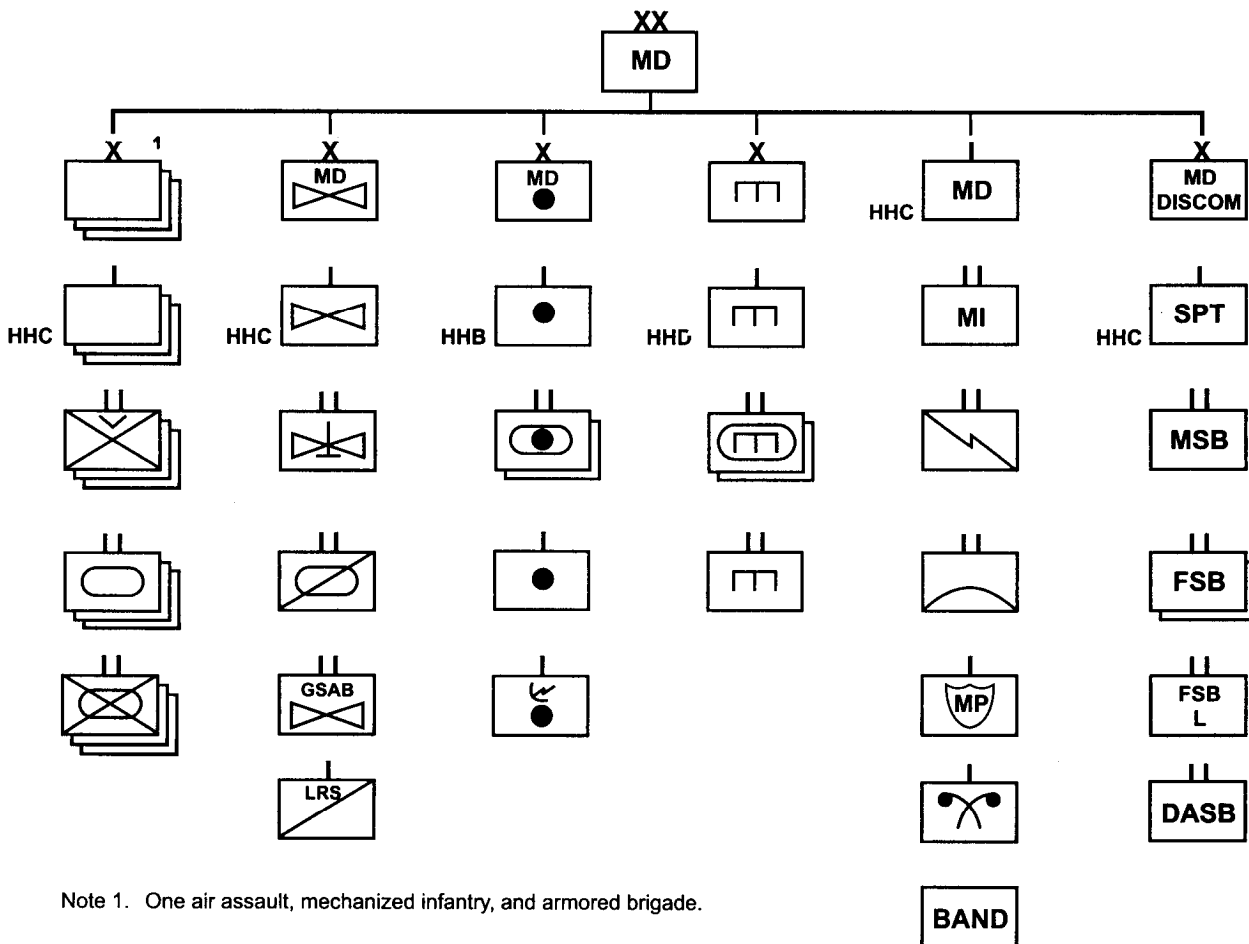 XX
MD
X 1
X
X
X
I
X
MD
MD
HHC MD
MD
DISCOM
HHC
HHC
HHB
HHD
MI
HHC SPT
MSB
FSB
GSAB
MP
FSB
L
LRS
DASB
Note 1. One air assault, mechanized infantry, and armored brigade.
BAND